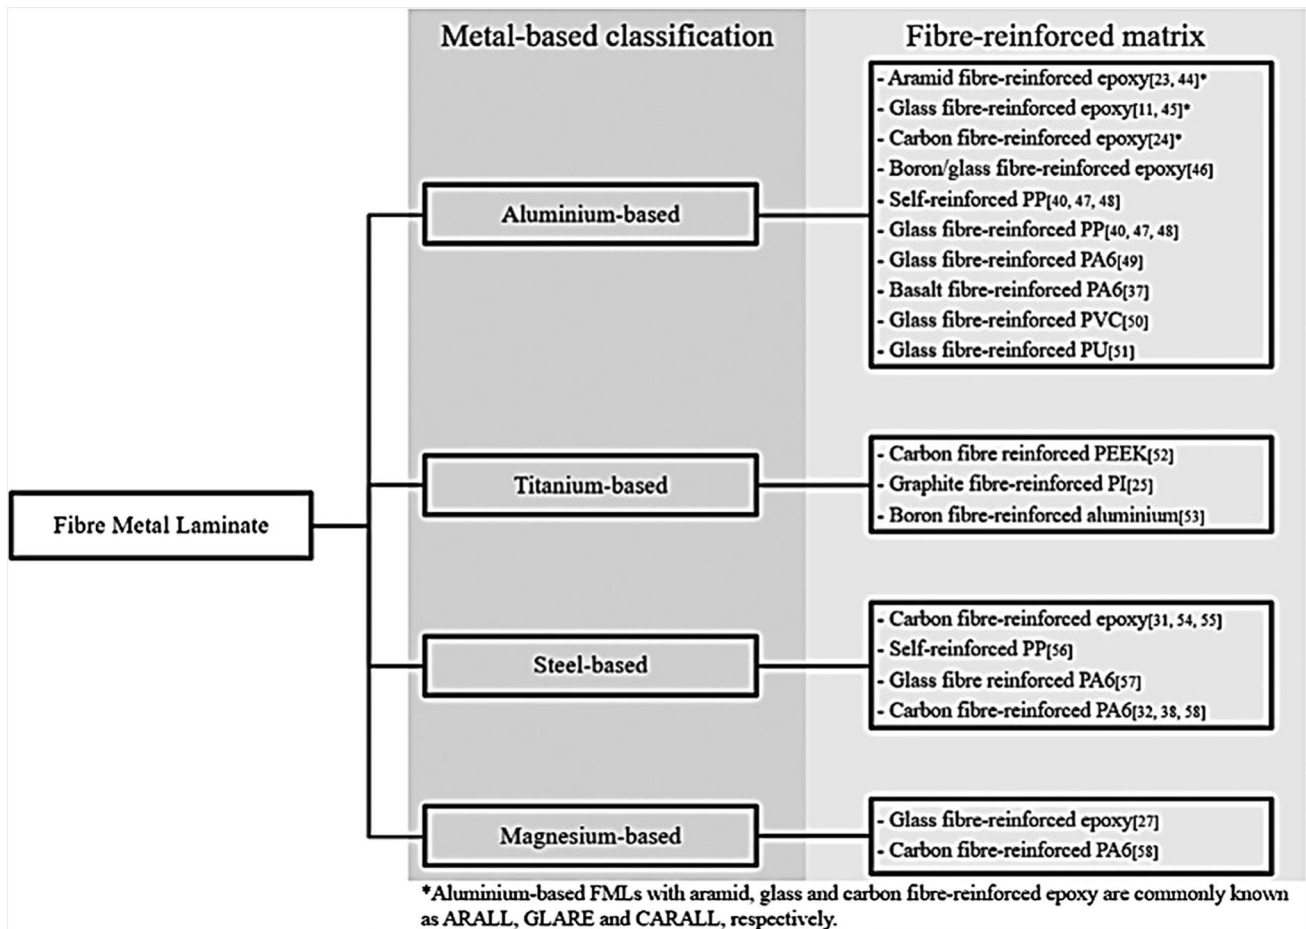 Metal-based classification
Fibre-reinforced matrix
- Aramid fibre-reinforced epoxy[23, 44]*
- Glass fibre-reinforced epoxy[11, 45]*
- Carbon fibre-reinforced epoxy[24]*
- Boron/glass fibre-reinforced epoxy[46]
- Self-reinforced PP[40, 47, 48]
- Glass fibre-reinforced PP[40, 47, 48]
- Glass fibre-reinforced PA6[49]
- Basalt fibre-reinforced PA6[37]
- Glass fibre-reinforced PVC[50]
- Glass fibre-reinforced PU[51]
Aluminium-based
Titanium-based
- Carbon fibre reinforced PEEK[52]
- Graphite fibre-reinforced PI[25]
- Boron fibre-reinforced aluminium[53]
Fibre Metal Laminate
Steel-based
- Carbon fibre-reinforced epoxy[31, 54, 55]
- Self-reinforced PP[56]
- Glass fibre reinforced PA6[57]
- Carbon fibre-reinforced PA6[32, 38, 58]
Magnesium-based
- Glass fibre-reinforced epoxy[27]
- Carbon fibre-reinforced PA6[58]
*Aluminium-based FMLs with aramid, glass and carbon fibre-reinforced epoxy are commonly known
as ARALL, GLARE and CARALL, respectively.